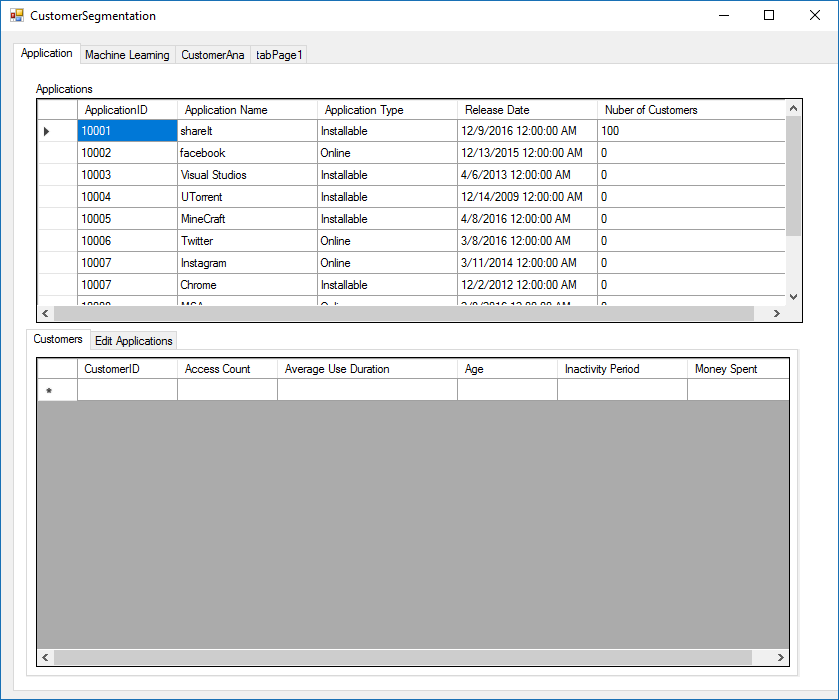 CustomerSegmentation
Application Machine Learning CustomerAna tabPage1
Applications
ApplicationID Application Name Application Type Release Date Nuber of Customers
10001 shareIt Installable 12/9/2016 12:00:00 AM 100
10002 facebook Online 12/13/2015 12:00:00 AM 0
10003 Visual Studios Installable 4/6/2013 12:00:00 AM 0
10004 UTorrent Installable 12/14/2009 12:00:00 AM 0
10005 MineCraft Installable 4/8/2016 12:00:00 AM 0
10006 Twitter Online 3/8/2016 12:00:00 AM 0
10007 Instagram Online 3/11/2014 12:00:00 AM 0
10007 Chrome Installable 12/2/2012 12:00:00 AM 0
Customers Edit Applications
CustomerID Access Count Average Use Duration Age Inactivity Period Money Spent
*